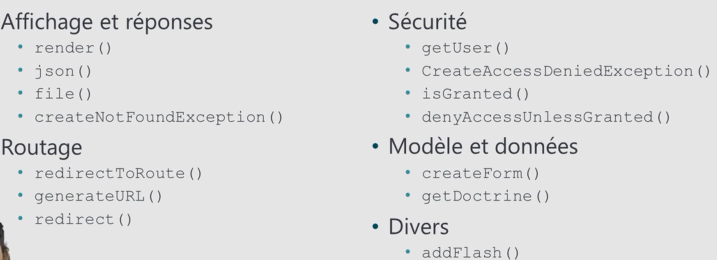 Affichage et réponses
• render()
• json()
• file()
• createNotFoundException()
Routage
• redirectToRoute()
• generateURL()
• redirect()
• Sécurité
• getUser()
• CreateAccessDeniedException()
• isGranted()
• denyAccessUnlessGranted()
• Modèle et données
• createForm()
• getDoctrine()
• Divers
• addFlash()